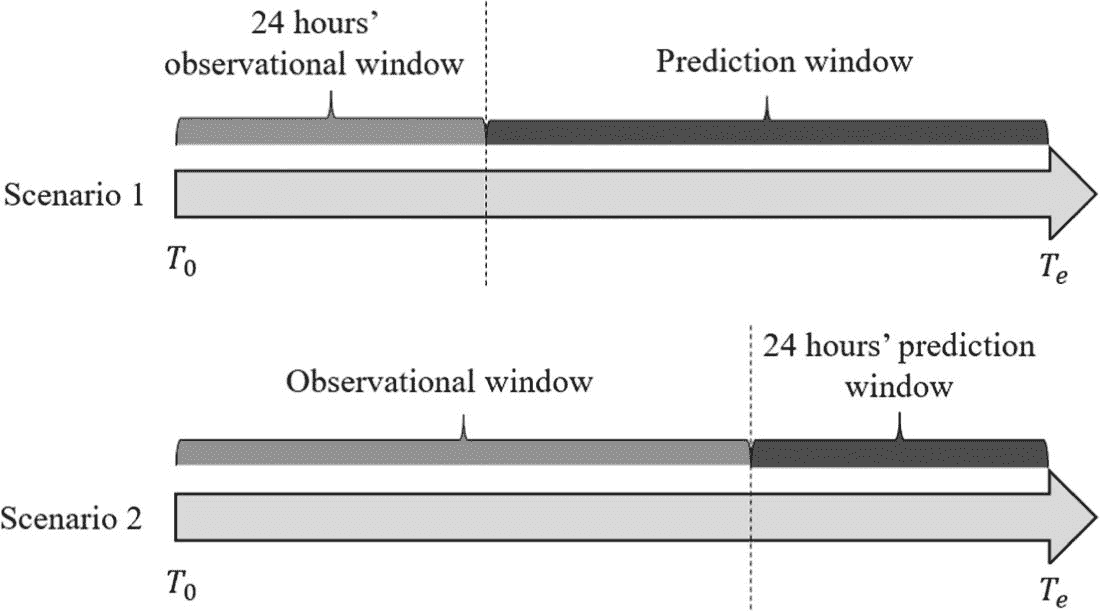 24 hours’
observational window
Prediction window
Scenario 1
T0
Te
24 hours’ prediction
window
Observational window
Scenario 2
T0
Te